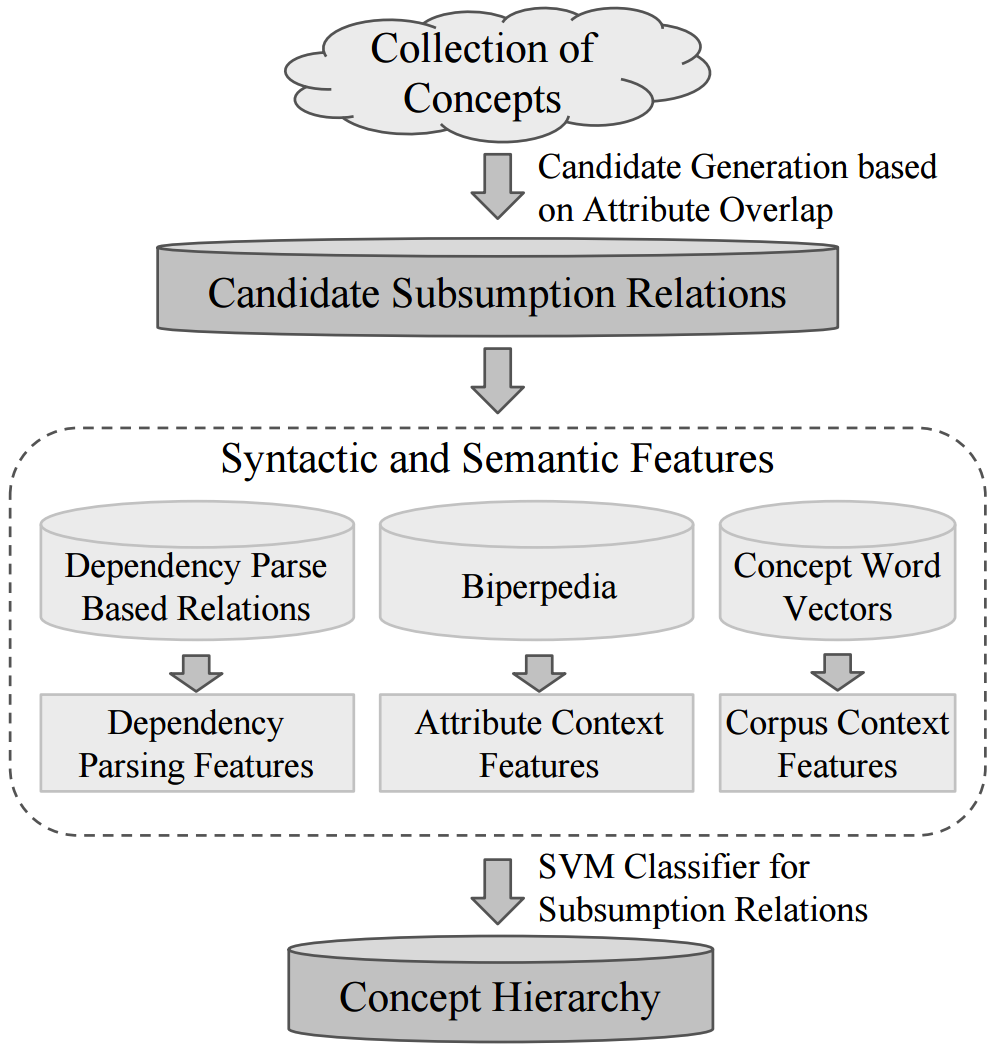 Collection of
Concepts
Candidate Generation based
on Attribute Overlap
Candidate Subsumption Relations
Syntactic and Semantic Features
Dependency Parse
Based Relations
Biperpedia
Concept Word
Vectors
Dependency
Parsing Features
Attribute Context
Features
Corpus Context
Features
SVM Classifier for
Subsumption Relations
Concept Hierarchy